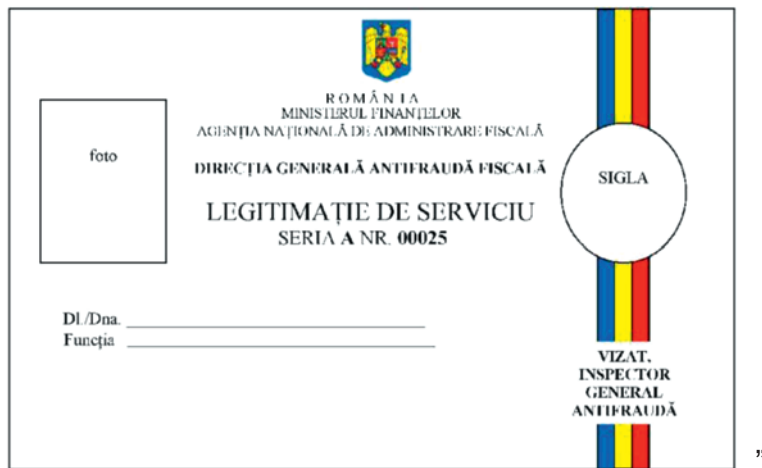 ROMÂNIA
MINISTERUL FINANȚELOR
AGENȚIA NAȚIONALĂ DE ADMINISTRARE FISCALĂ
DIRECȚIA GENERALĂ ANTIFRAUDĂ FISCALĂ
foto
LEGITIMAȚIE DE SERVICIU
SERIA A NR. 00025
SIGLA
Dl./Dna.
Funcția
VIZAT,
INSPECTOR
GENERAL
ANTIFRAUDĂ
”